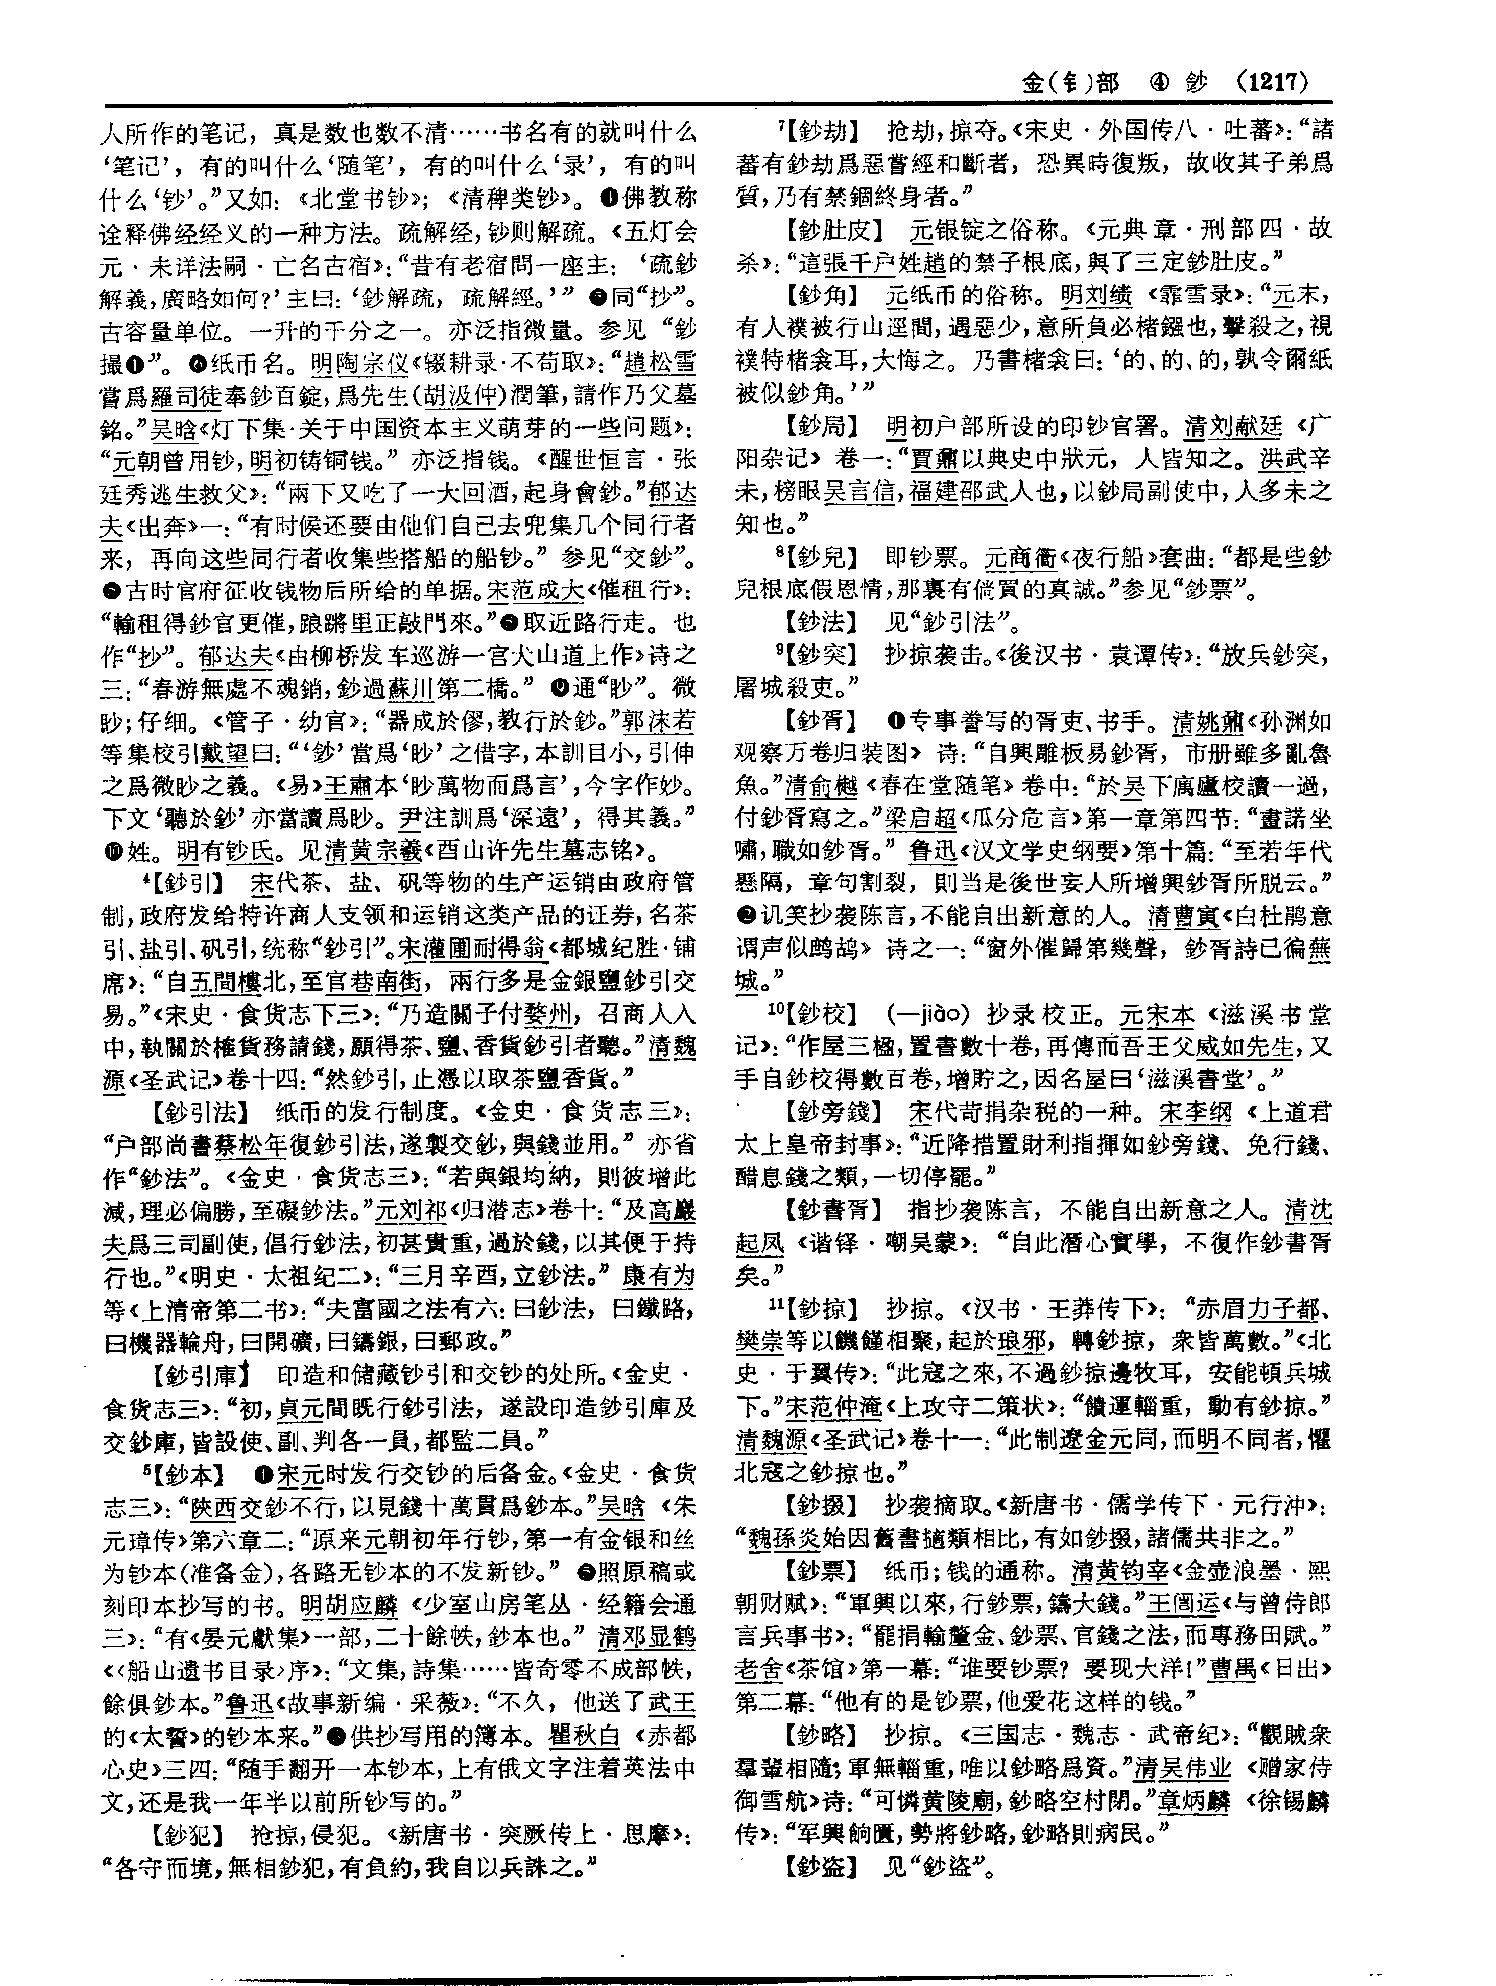 金(钅)部　④　鈔　(1217)
人所作的笔记，真是数也数不清……书名有的就叫什么
‘笔记’，有的叫什么‘随笔’，有的叫什么‘录’，有的叫
什么‘钞’。”又如：《北堂书钞》；《清稗类钞》。❶佛教称
诠释佛经经义的一种方法。疏解经，钞则解疏。《五灯会
元·未详法嗣·亡名古宿》：“昔有老宿問一座主：‘疏鈔
解義，廣略如何？’主曰：‘鈔解疏，疏解經。’”❷同“抄”。
古容量单位。一升的千分之一。亦泛指微量。参见“鈔
撮❶”。❹纸币名。明陶宗仪《辍耕录·不苟取》：“趙松雪
嘗爲羅司徒奉鈔百錠，爲先生(胡汲仲)潤筆，請作乃父墓
銘。”吴晗《灯下集·关于中国资本主义萌芽的一些问题》：
“元朝曾用钞，明初铸铜钱。”亦泛指钱。《醒世恒言·张
廷秀逃生救父》：“兩下又吃了一大回酒，起身會鈔。”郁达
夫《出奔》一：“有时候还要由他们自己去兜集几个同行者
来，再向这些同行者收集些搭船的船钞。”参见“交鈔”。
古时官府征收钱物后所给的单据。宋范成大《催租行》：
“輸租得鈔官更催，踉蹡里正敲門來。”取近路行走。也
作“抄”。郁达夫《由柳桥发车巡游一宫犬山道上作》诗之
三：“春游無處不魂銷，鈔過蘇川第二橋。”❾通“眇”。微
眇；仔细。《管子·幼官》：“器成於僇，教行於鈔。”郭沫若
等集校引戴望曰：“‘鈔’當爲‘眇’之借字，本訓目小，引伸
之爲微眇之義。《易》王肅本‘眇萬物而爲言’，今字作妙。
下文‘聽於鈔’亦當讀爲眇。尹注訓爲‘深遠’，得其義。”
❿姓。明有钞氏。见清黄宗羲《酉山许先生墓志铭》。
⁴【鈔引】　宋代茶、盐、矾等物的生产运销由政府管
制，政府发给特许商人支领和运销这类产品的证券，名茶
引、盐引、矾引，统称“鈔引”。宋灌圃耐得翁《都城纪胜·铺
席》：“自五間樓北，至官巷南街，兩行多是金銀鹽鈔引交
易。”《宋史·食货志下三》：“乃造關子付婺州，召商人入
中，執關於榷貨務請錢，願得茶、鹽、香貨鈔引者聽。”清魏
源《圣武记》卷十四：“然鈔引，止憑以取茶鹽香貨。”
【鈔引法】　纸币的发行制度。《金史·食货志三》：
“户部尚書蔡松年復鈔引法，遂製交鈔，與錢並用。”亦省
作“鈔法”。《金史·食货志三》：“若與銀均納，則彼增此
減，理必偏勝，至礙鈔法。”元刘祁《归潜志》卷十：“及高巖
夫爲三司副使，倡行鈔法，初甚貴重，過於錢，以其便于持
行也。”《明史·太祖纪二》：“三月辛酉，立鈔法。”康有为
等《上清帝第二书》：“夫富國之法有六：曰鈔法，曰鐵路，
曰機器輪舟，曰開礦，曰鑄銀，曰郵政。”
【鈔引庫】　印造和储藏钞引和交钞的处所。《金史·
食货志三》：“初，貞元間既行鈔引法，遂設印造鈔引庫及
交鈔庫，皆設使、副、判各一員，都監二員。”
⁵【鈔本】　❶宋元时发行交钞的后备金。《金史·食货
志三》：“陝西交鈔不行，以見錢十萬貫爲鈔本。”吴晗《朱
元璋传》第六章二：“原来元朝初年行钞，第一有金银和丝
为钞本(准备金)，各路无钞本的不发新钞。”❷照原稿或
刻印本抄写的书。明胡应麟《少室山房笔丛·经籍会通
三》：“有《晏元獻集》一部，二十餘帙，鈔本也。”清邓显鹤
《〈船山遗书目录〉序》：“文集，詩集……皆奇零不成部帙，
餘俱鈔本。”鲁迅《故事新编·采薇》：“不久，他送了武王
的《太誓》的钞本来。”❸供抄写用的簿本。瞿秋白《赤都
心史》三四：“随手翻开一本钞本，上有俄文字注着英法中
文，还是我一年半以前所钞写的。”
【鈔犯】　抢掠，侵犯。《新唐书·突厥传上·思摩》：
“各守而境，無相鈔犯，有負約，我自以兵誅之。”
⁷【鈔劫】　抢劫，掠夺。《宋史·外国传八·吐蕃》：“諸
蕃有鈔劫爲惡嘗經和斷者，恐異時復叛，故收其子弟爲
質，乃有禁錮終身者。”
【鈔肚皮】　元银锭之俗称。《元典章·刑部四·故
杀》：“這張千户姓趙的禁子根底，與了三定鈔肚皮。”
【鈔角】　元纸币的俗称。明刘绩《霏雪录》：“元末，
有人襆被行山逕間，遇惡少，意所負必楮鏹也，擊殺之，視
襆特楮衾耳，大悔之。乃書楮衾曰：‘的、的、的，孰令爾紙
被似鈔角。’”
【鈔局】　明初户部所设的印钞官署。清刘献廷《广
阳杂记》卷一：“賈鼐以典史中狀元，人皆知之。洪武辛
未，榜眼吴言信，福建邵武人也，以鈔局副使中，人多未之
知也。”
⁸【鈔兒】　即钞票。元商衟《夜行船》套曲：“都是些鈔
兒根底假恩情，那裏有倘買的真誠。”参见“鈔票”。
【鈔法】　见“鈔引法”。
⁹【鈔突】　抄掠袭击。《後汉书·袁谭传》：“放兵鈔突，
屠城殺吏。”
【鈔胥】　❶专事誊写的胥吏、书手。清姚鼐《孙渊如
观察万卷归装图》诗：“自興雕板易鈔胥，市册雖多亂魯
魚。”清俞樾《春在堂随笔》卷中：“於吴下寓廬校讀一過，
付鈔胥寫之。”梁启超《瓜分危言》第一章第四节：“畫諾坐
嘯，職如鈔胥。”鲁迅《汉文学史纲要》第十篇：“至若年代
懸隔，章句割裂，則当是後世妄人所增與鈔胥所脱云。”
❷讥笑抄袭陈言，不能自出新意的人。清曹寅《白杜鹃意
谓声似鹧鸪》诗之一：“窗外催歸第幾聲，鈔胥詩已徧蕪
城。”
¹⁰【鈔校】　(—jiào)抄录校正。元宋本《滋溪书堂
记》：“作屋三楹，置書數十卷，再傳而吾王父威如先生，又
手自鈔校得數百卷，增貯之，因名屋曰‘滋溪書堂’。”
【鈔旁錢】　宋代苛捐杂税的一种。宋李纲《上道君
太上皇帝封事》：“近降措置財利指揮如鈔旁錢、免行錢、
醋息錢之類，一切停罷。”
【鈔書胥】　指抄袭陈言，不能自出新意之人。清沈
起凤《谐铎·嘲吴蒙》：“自此潛心實學，不復作鈔書胥
矣。”
¹¹【鈔掠】　抄掠。《汉书·王莽传下》：“赤眉力子都、
樊崇等以饑饉相聚，起於琅邪，轉鈔掠，衆皆萬數。”《北
史·于翼传》：“此寇之來，不過鈔掠邊牧耳，安能頓兵城
下。”宋范仲淹《上攻守二策状》：“饋運輜重，動有鈔掠。”
清魏源《圣武记》卷十一：“此制遼金元同，而明不同者，懼
北寇之鈔掠也。”
【鈔掇】　抄袭摘取。《新唐书·儒学传下·元行冲》：
“魏孫炎始因舊書擿類相比，有如鈔掇，諸儒共非之。”
【鈔票】　纸币；钱的通称。清黄钧宰《金壶浪墨·熙
朝财赋》：“軍興以來，行鈔票，鑄大錢。”王闿运《与曾侍郎
言兵事书》：“罷捐輸釐金、鈔票、官錢之法，而專務田賦。”
老舍《茶馆》第一幕：“谁要钞票？要现大洋！”曹禺《日出》
第二幕：“他有的是钞票，他爱花这样的钱。”
【鈔略】　抄掠。《三国志·魏志·武帝纪》：“觀賊衆
羣輩相隨，軍無輜重，唯以鈔略爲資。”清吴伟业《赠家侍
御雪航》诗：“可憐黄陵廟，鈔略空村閉。”章炳麟《徐锡麟
传》：“军興餉匱，勢將鈔略，鈔略則病民。”
【鈔盗】　见“鈔盜”。